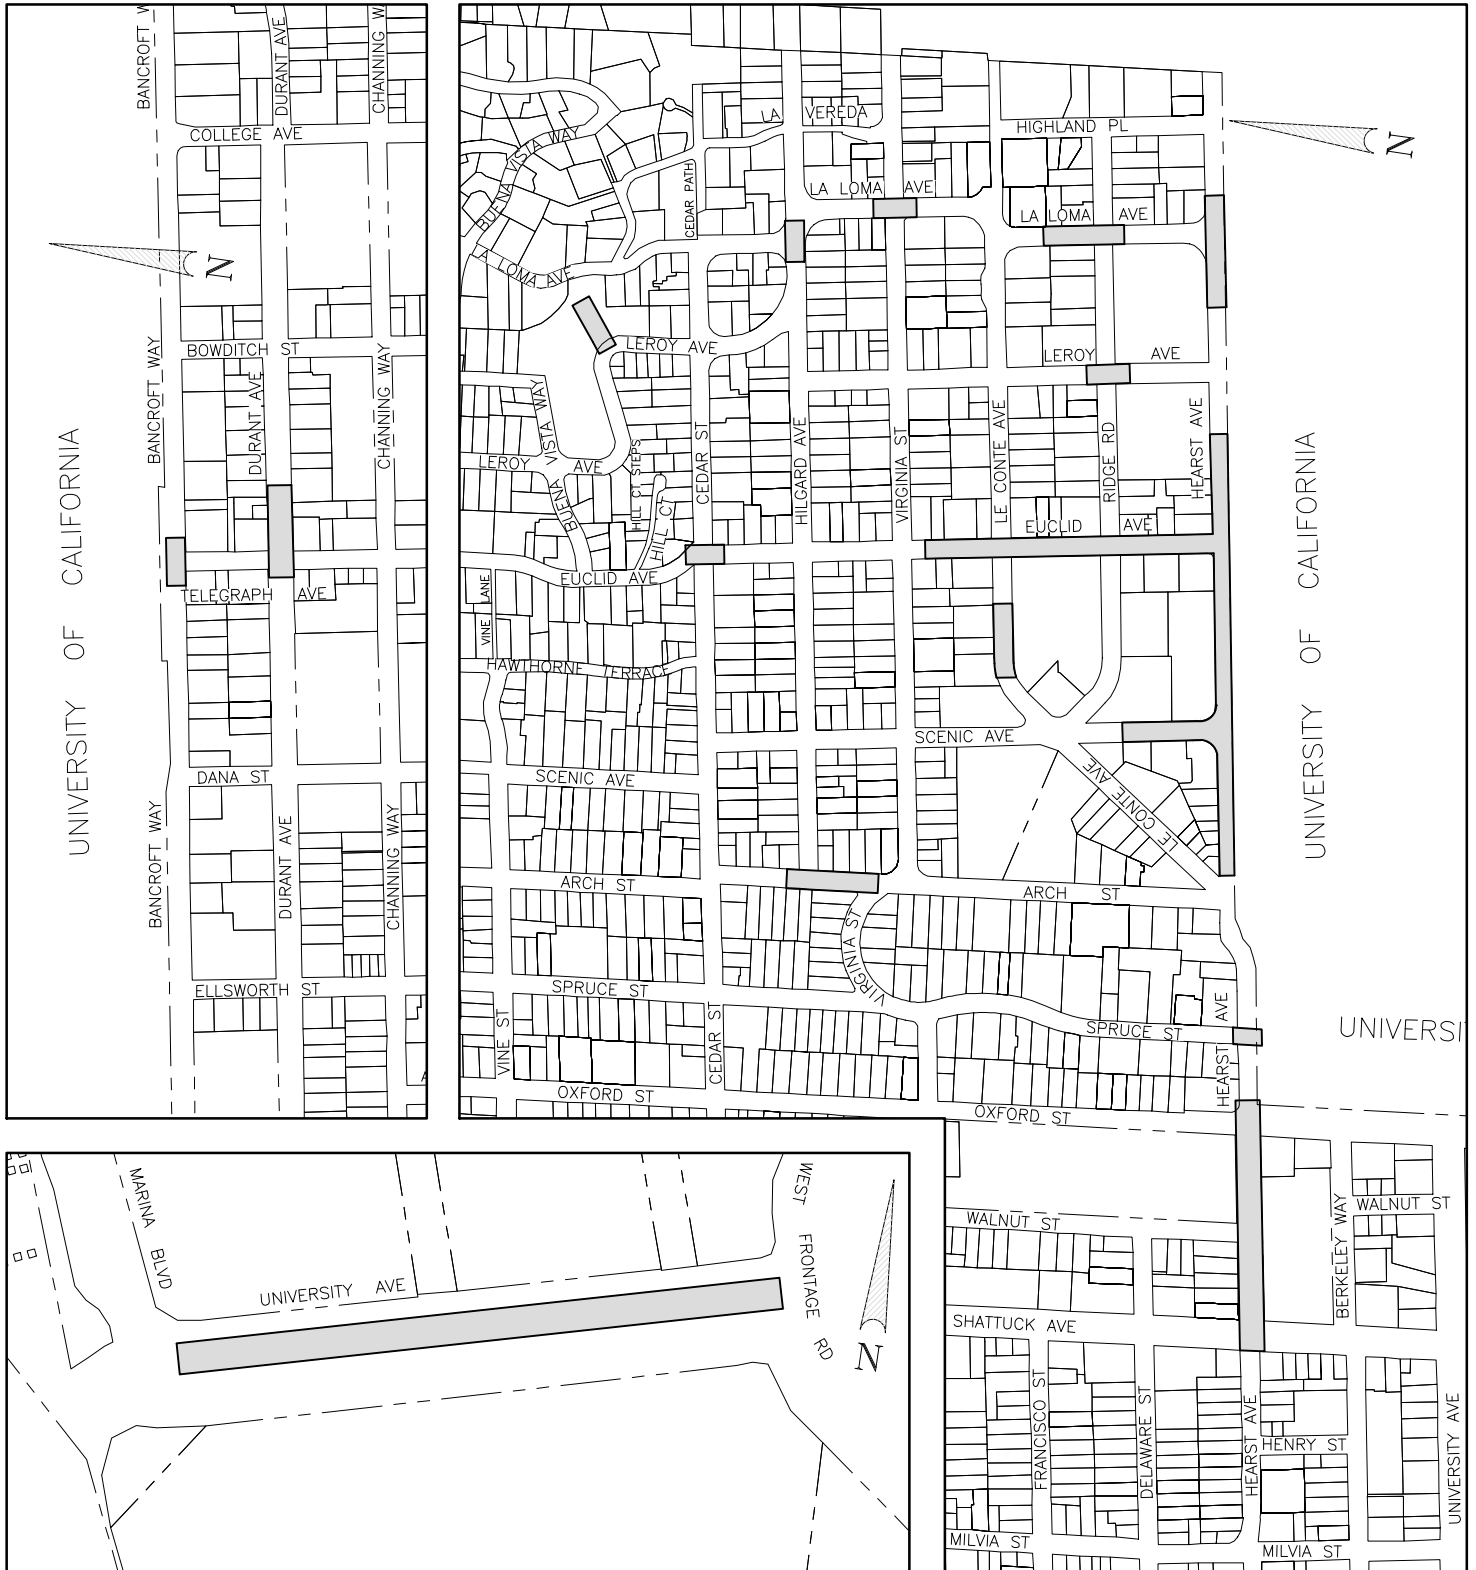 BANCROFT W
DURANT AVE
CHANNING W
COLLEGE AVE
N
BOWDITCH ST
BANCROFT WAY
DURANT AVE
CHANNING WAY
UNIVERSITY OF CALIFORNIA
TELEGRAPH AVE
DANA ST
BANCROFT WAY
DURANT AVE
CHANNING WAY
ELLSWORTH ST
LA VEREDA
HIGHLAND PL
N
BUENA VISTA WAY
CEDAR PATH
LA LOMA AVE
LA LOMA AVE
LA LOMA AVE
LEROY AVE
LEROY AVE
BUENA VISTA WAY
LEROY AVE
HILL CT STEPS
CEDAR ST
HILGARD AVE
VIRGINIA ST
LE CONTE AVE
RIDGE RD
HEARST AVE
HILL CT
EUCLID AVE
EUCLID AVE
VINE LANE
HAWTHORNE TERRACE
UNIVERSITY OF CALIFORNIA
SCENIC AVE
SCENIC AVE
LE CONTE AVE
ARCH ST
ARCH ST
VIRGINIA ST
SPRUCE ST
SPRUCE ST
VINE ST
CEDAR ST
HEARST AVE
UNIVERSI
OXFORD ST
OXFORD ST
MARINA BLVD
UNIVERSITY AVE
WEST FRONTAGE RD
N
WALNUT ST
WALNUT ST
BERKELEY WAY
SHATTUCK AVE
FRANCISCO ST
DELAWARE ST
HEARST AVE
HENRY ST
UNIVERSITY AVE
MILVIA ST
MILVIA ST